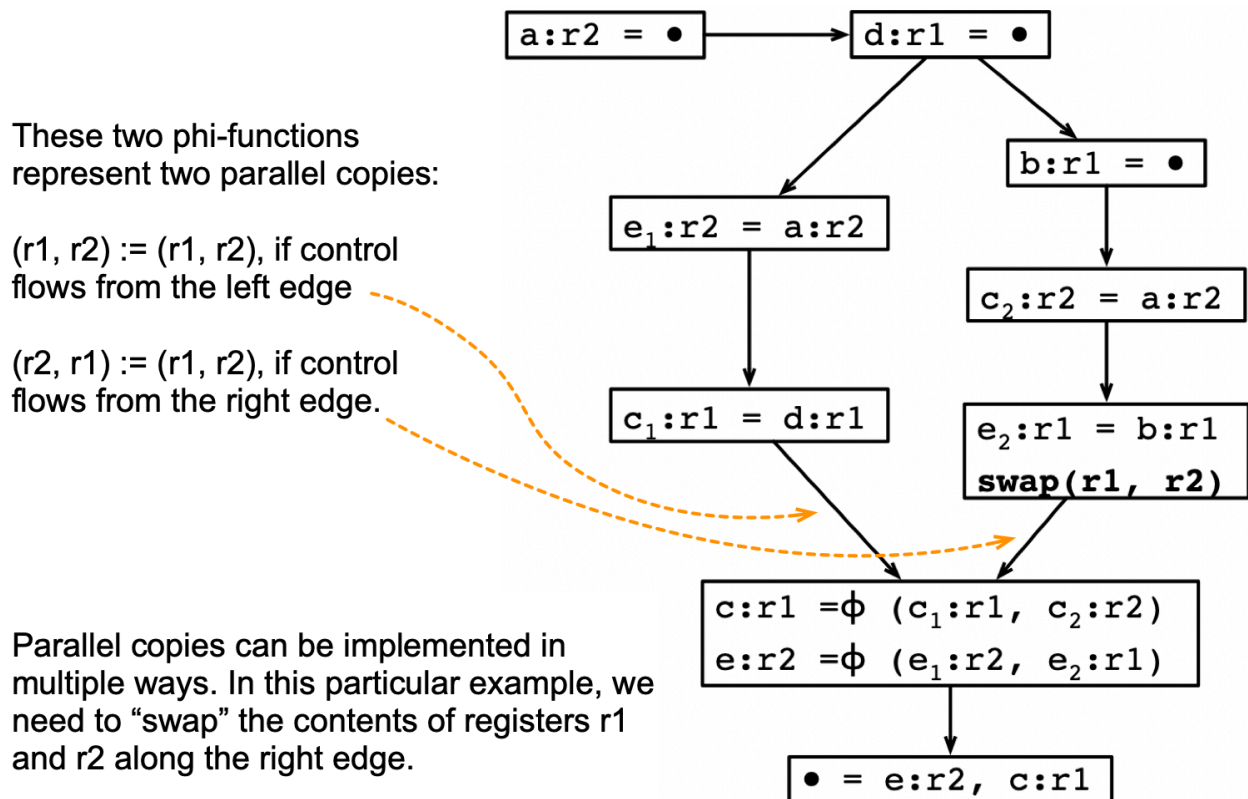 a:r2 = ●
d:r1 = ●
These two phi-functions
represent two parallel copies:
(r1, r2) := (r1, r2), if control
flows from the left edge
(r2, r1) := (r1, r2), if control
flows from the right edge.
b:r1 = ●
e₁:r2 = a:r2
c₂:r2 = a:r2
c₁:r1 = d:r1
e₂:r1 = b:r1
swap(r1, r2)
c:r1 =ϕ (c₁:r1, c₂:r2)
e:r2 =ϕ (e₁:r2, e₂:r1)
Parallel copies can be implemented in
multiple ways. In this particular example, we
need to “swap” the contents of registers r1
and r2 along the right edge.
● = e:r2, c:r1